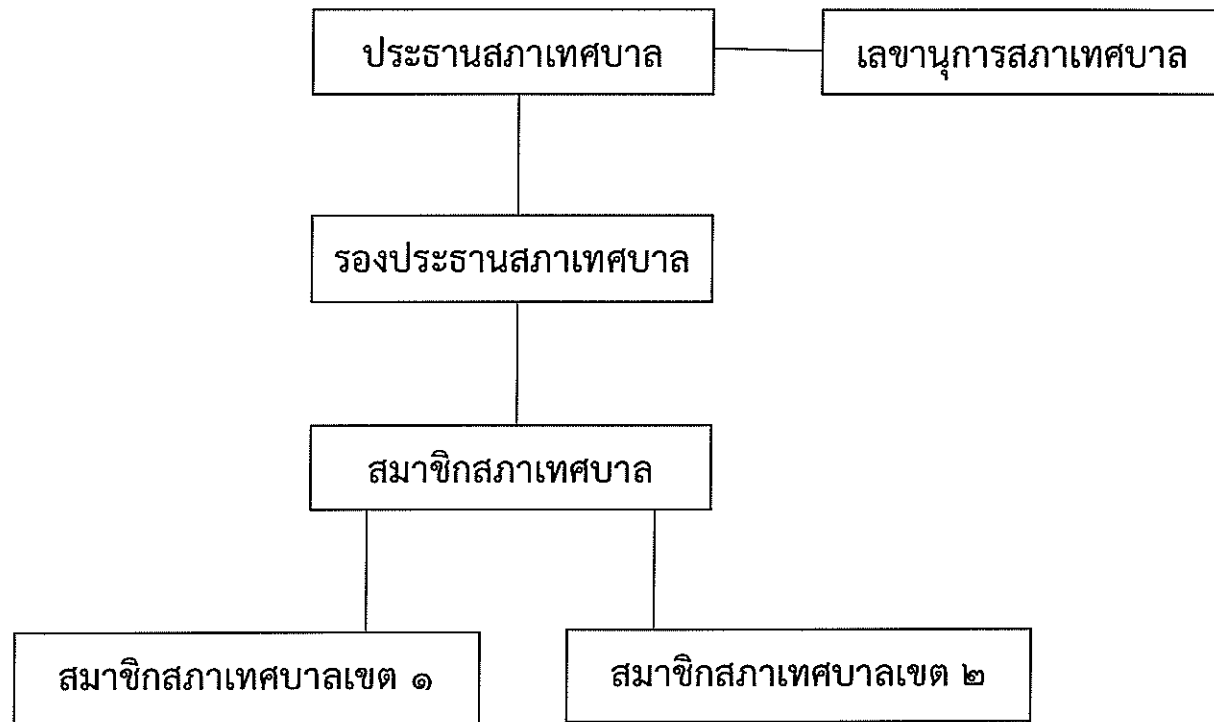 ประธานสภาเทศบาล
เลขานุการสภาเทศบาล
รองประธานสภาเทศบาล
สมาชิกสภาเทศบาล
สมาชิกสภาเทศบาลเขต ๑
สมาชิกสภาเทศบาลเขต ๒